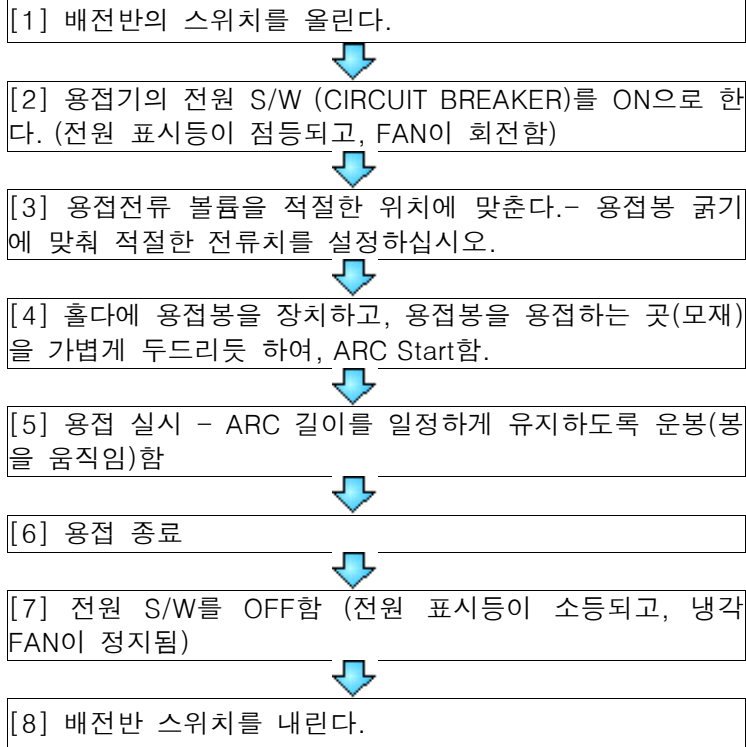 [1] 배전반의 스위치를 올린다.
[2] 용접기의 전원 S/W (CIRCUIT BREAKER)를 ON으로 한
다. (전원 표시등이 점등되고, FAN이 회전함)
[3] 용접전류 볼륨을 적절한 위치에 맞춘다.- 용접봉 굵기
에 맞춰 적절한 전류치를 설정하십시오.
[4] 홀다에 용접봉을 장치하고, 용접봉을 용접하는 곳(모재)
을 가볍게 두드리듯 하여, ARC Start함.
[5] 용접 실시 - ARC 길이를 일정하게 유지하도록 운봉(봉
을 움직임)함
[6] 용접 종료
[7] 전원 S/W를 OFF함 (전원 표시등이 소등되고, 냉각
FAN이 정지됨)
[8] 배전반 스위치를 내린다.